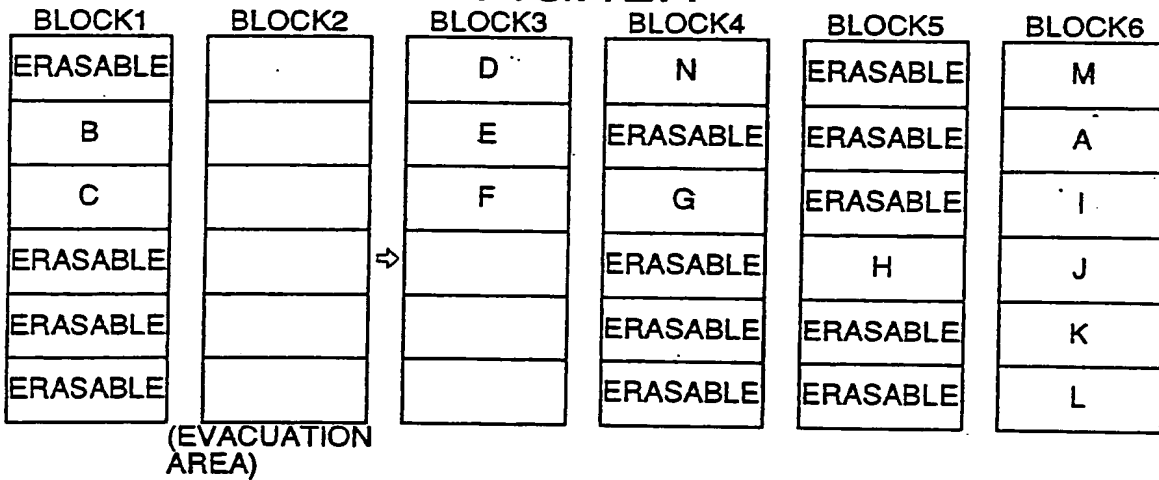 BLOCK1 BLOCK2 BLOCK3 BLOCK4 BLOCK5 BLOCK6
ERASABLE D N ERASABLE M
B E ERASABLE ERASABLE A
C F G ERASABLE I
ERASABLE ⇨ ERASABLE H J
ERASABLE ERASABLE ERASABLE K
ERASABLE ERASABLE ERASABLE L
(EVACUATION
AREA)